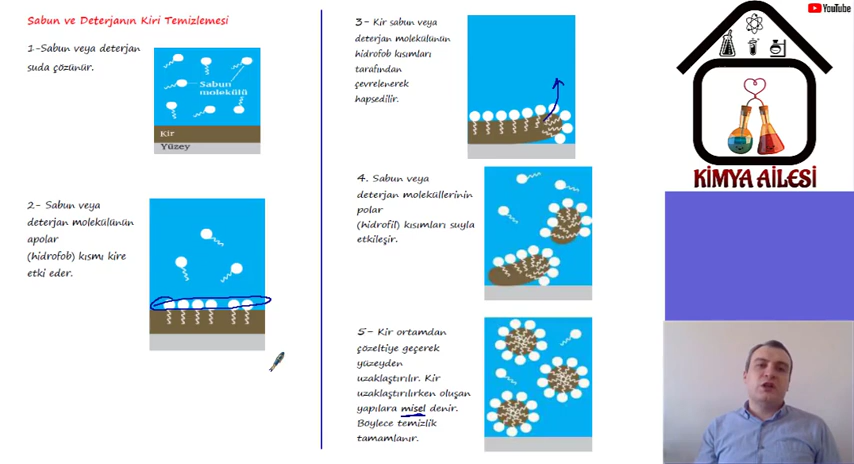 Sabun ve Deterjanın Kiri Temizlemesi
1-Sabun veya deterjan
suda çözünür.
Sabun
molekülü
Kir
Yüzey
2- Sabun veya
deterjan molekülünün
apolar
(hidrofob) kısmı kire
etki eder.
3- Kir sabun veya
deterjan molekülünün
hidrofob kısımları
tarafından
çevrelenerek
hapsedilir.
4. Sabun veya
deterjan moleküllerinin
polar
(hidrofil) kısımları suyla
etkileşir.
5- Kir ortamdan
çözeltiye geçerek
yüzeyden
uzaklaştırılır. Kir
uzaklaştırılırken oluşan
yapılara misel denir.
Böylece temizlik
tamamlanır.
YouTube
KİMYA AİLESİ